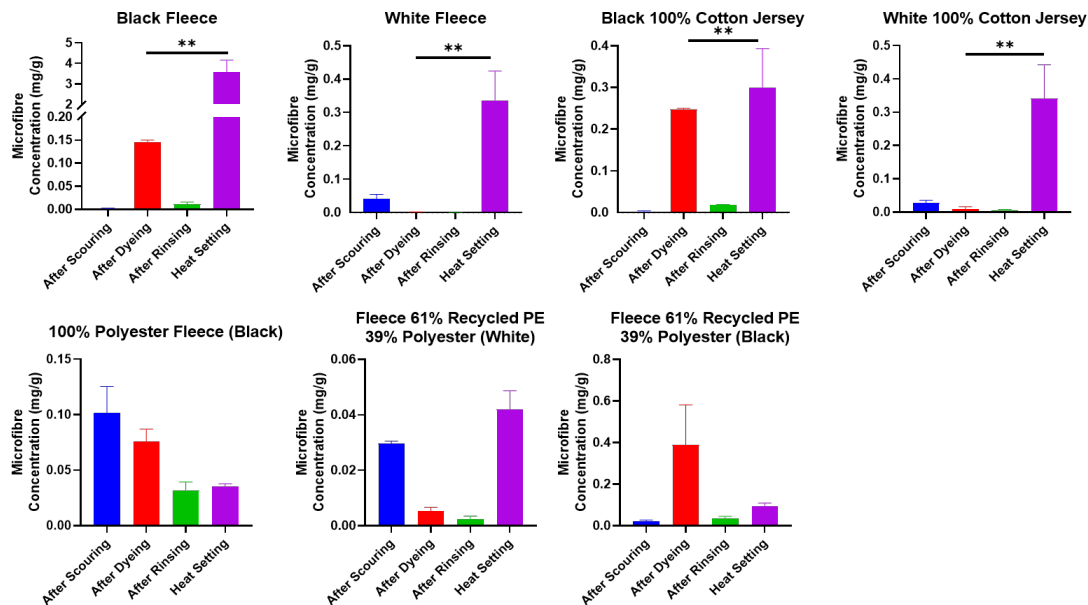 Black Fleece
Microfibre
Concentration (mg/g)
5
4
3
2
0.20
0.15
0.10
0.05
0.00
**
After Scouring
After Dyeing
After Rinsing
Heat Setting
White Fleece
Microfibre
Concentration (mg/g)
0.5
0.4
0.3
0.2
0.1
0.0
**
After Scouring
After Dyeing
After Rinsing
Heat Setting
Black 100% Cotton Jersey
Microfibre
Concentration (mg/g)
0.4
0.3
0.2
0.1
0.0
**
After Scouring
After Dyeing
After Rinsing
Heat Setting
White 100% Cotton Jersey
Microfibre
Concentration (mg/g)
0.5
0.4
0.3
0.2
0.1
0.0
**
After Scouring
After Dyeing
After Rinsing
Heat Setting
100% Polyester Fleece (Black)
Microfibre
Concentration (mg/g)
0.15
0.10
0.05
0.00
After Scouring
After Dyeing
After Rinsing
Heat Setting
Fleece 61% Recycled PE
39% Polyester (White)
Microfibre
Concentration (mg/g)
0.06
0.04
0.02
0.00
After Scouring
After Dyeing
After Rinsing
Heat Setting
Fleece 61% Recycled PE
39% Polyester (Black)
Microfibre
Concentration (mg/g)
0.8
0.6
0.4
0.2
0.0
After Scouring
After Dyeing
After Rinsing
Heat Setting